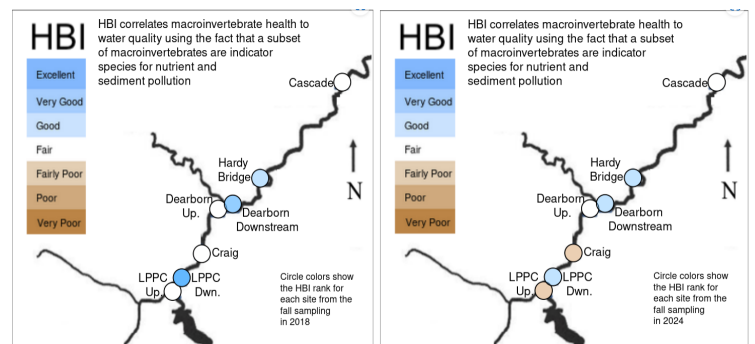 HBI
HBI correlates macroinvertebrate health to
water quality using the fact that a subset
of macroinvertebrates are indicator
species for nutrient and
sediment pollution
Excellent
Very Good
Good
Fair
Fairly Poor
Poor
Very Poor
Cascade
Hardy
Bridge
N
Dearborn
Up.
Dearborn
Downstream
Craig
LPPC
Up.
LPPC
Dwn.
Circle colors show
the HBI rank for
each site from the
fall sampling
in 2018
HBI
HBI correlates macroinvertebrate health to
water quality using the fact that a subset
of macroinvertebrates are indicator
species for nutrient and
sediment pollution
Excellent
Very Good
Good
Fair
Fairly Poor
Poor
Very Poor
Cascade
Hardy
Bridge
N
Dearborn
Up.
Dearborn
Downstream
Craig
LPPC
Up.
LPPC
Dwn.
Circle colors show
the HBI rank for
each site from the
fall sampling
in 2024